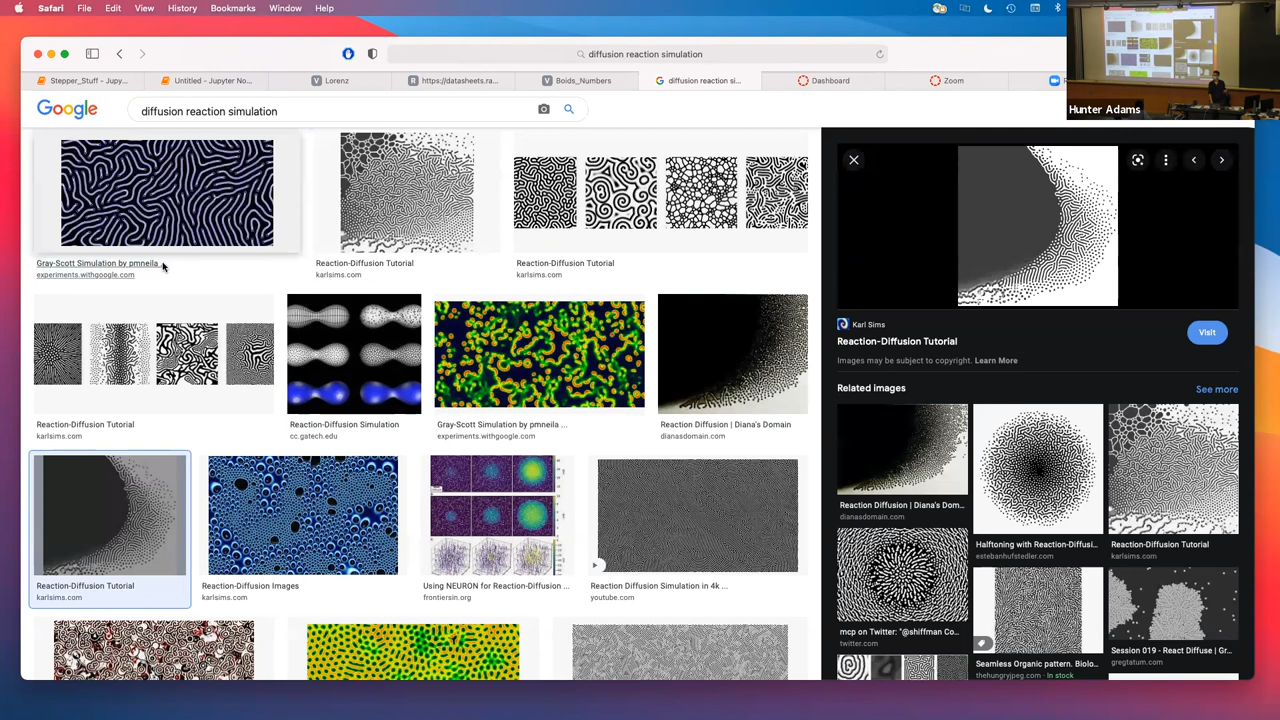 Safari File Edit View History Bookmarks Window Help
diffusion reaction simulation
Stepper_Stuff - Jupy...
Untitled - Jupyter No...
Lorenz
https://datasheets.ra...
Boids_Numbers
diffusion reaction si...
Dashboard
Zoom
Hunter Adams
Google
diffusion reaction simulation
Gray-Scott Simulation by pmneila ...
experiments.withgoogle.com
Reaction-Diffusion Tutorial
karlsims.com
Reaction-Diffusion Tutorial
karlsims.com
Reaction-Diffusion Tutorial
karlsims.com
Reaction-Diffusion Simulation
cc.gatech.edu
Gray-Scott Simulation by pmneila ...
experiments.withgoogle.com
Reaction Diffusion | Diana's Domain
dianasdomain.com
Reaction-Diffusion Tutorial
karlsims.com
Reaction-Diffusion Images
karlsims.com
Using NEURON for Reaction-Diffusion ...
frontiersin.org
Reaction Diffusion Simulation in 4k ...
youtube.com
Karl Sims
Reaction-Diffusion Tutorial
Visit
Images may be subject to copyright. Learn More
Related images
See more
Reaction Diffusion | Diana's Dom...
dianasdomain.com
Halftoning with Reaction-Diffusi...
estebanhufstedler.com
Reaction-Diffusion Tutorial
karlsims.com
mcp on Twitter: "@shiffman Co...
twitter.com
Seamless Organic pattern. Biolo...
thehungryjpeg.com · In stock
Session 019 - React Diffuse | Gr...
gregtatum.com